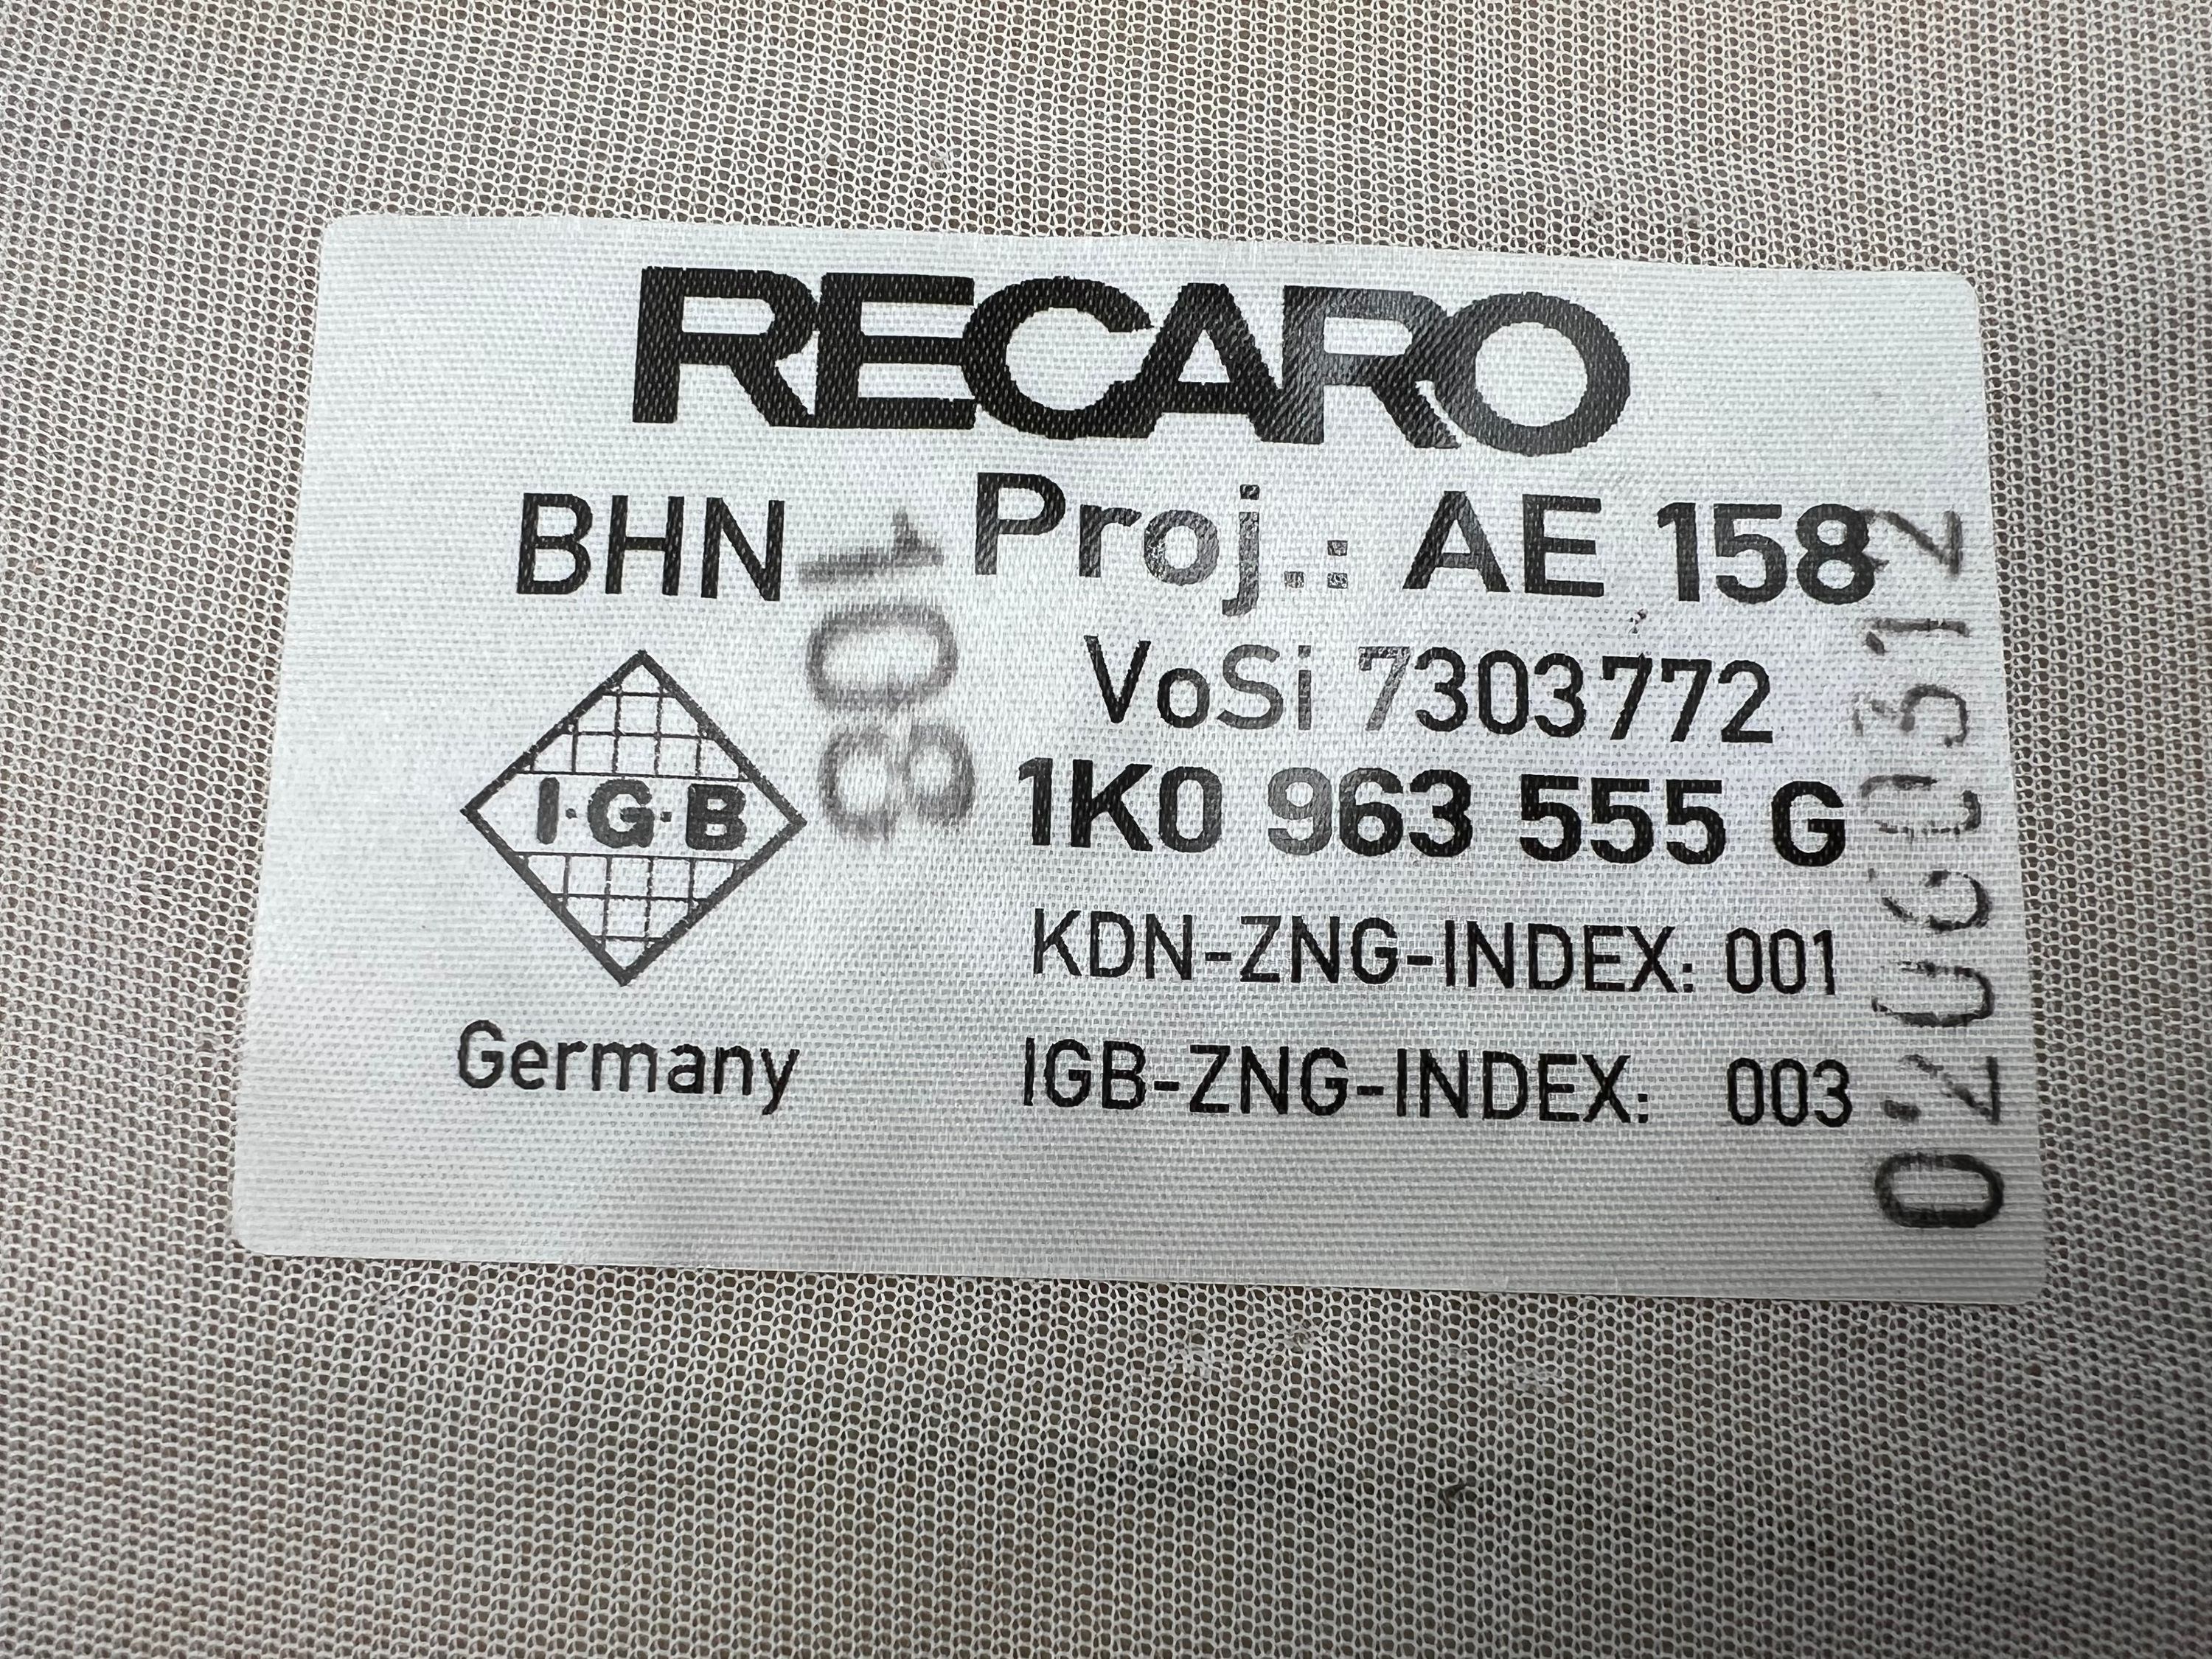 RECARO
BHN
108
Proj.: AE 158
VoSi 7303772
1K0 963 555 G
KDN-ZNG-INDEX: 001
IGB-ZNG-INDEX: 003
I·G·B
Germany